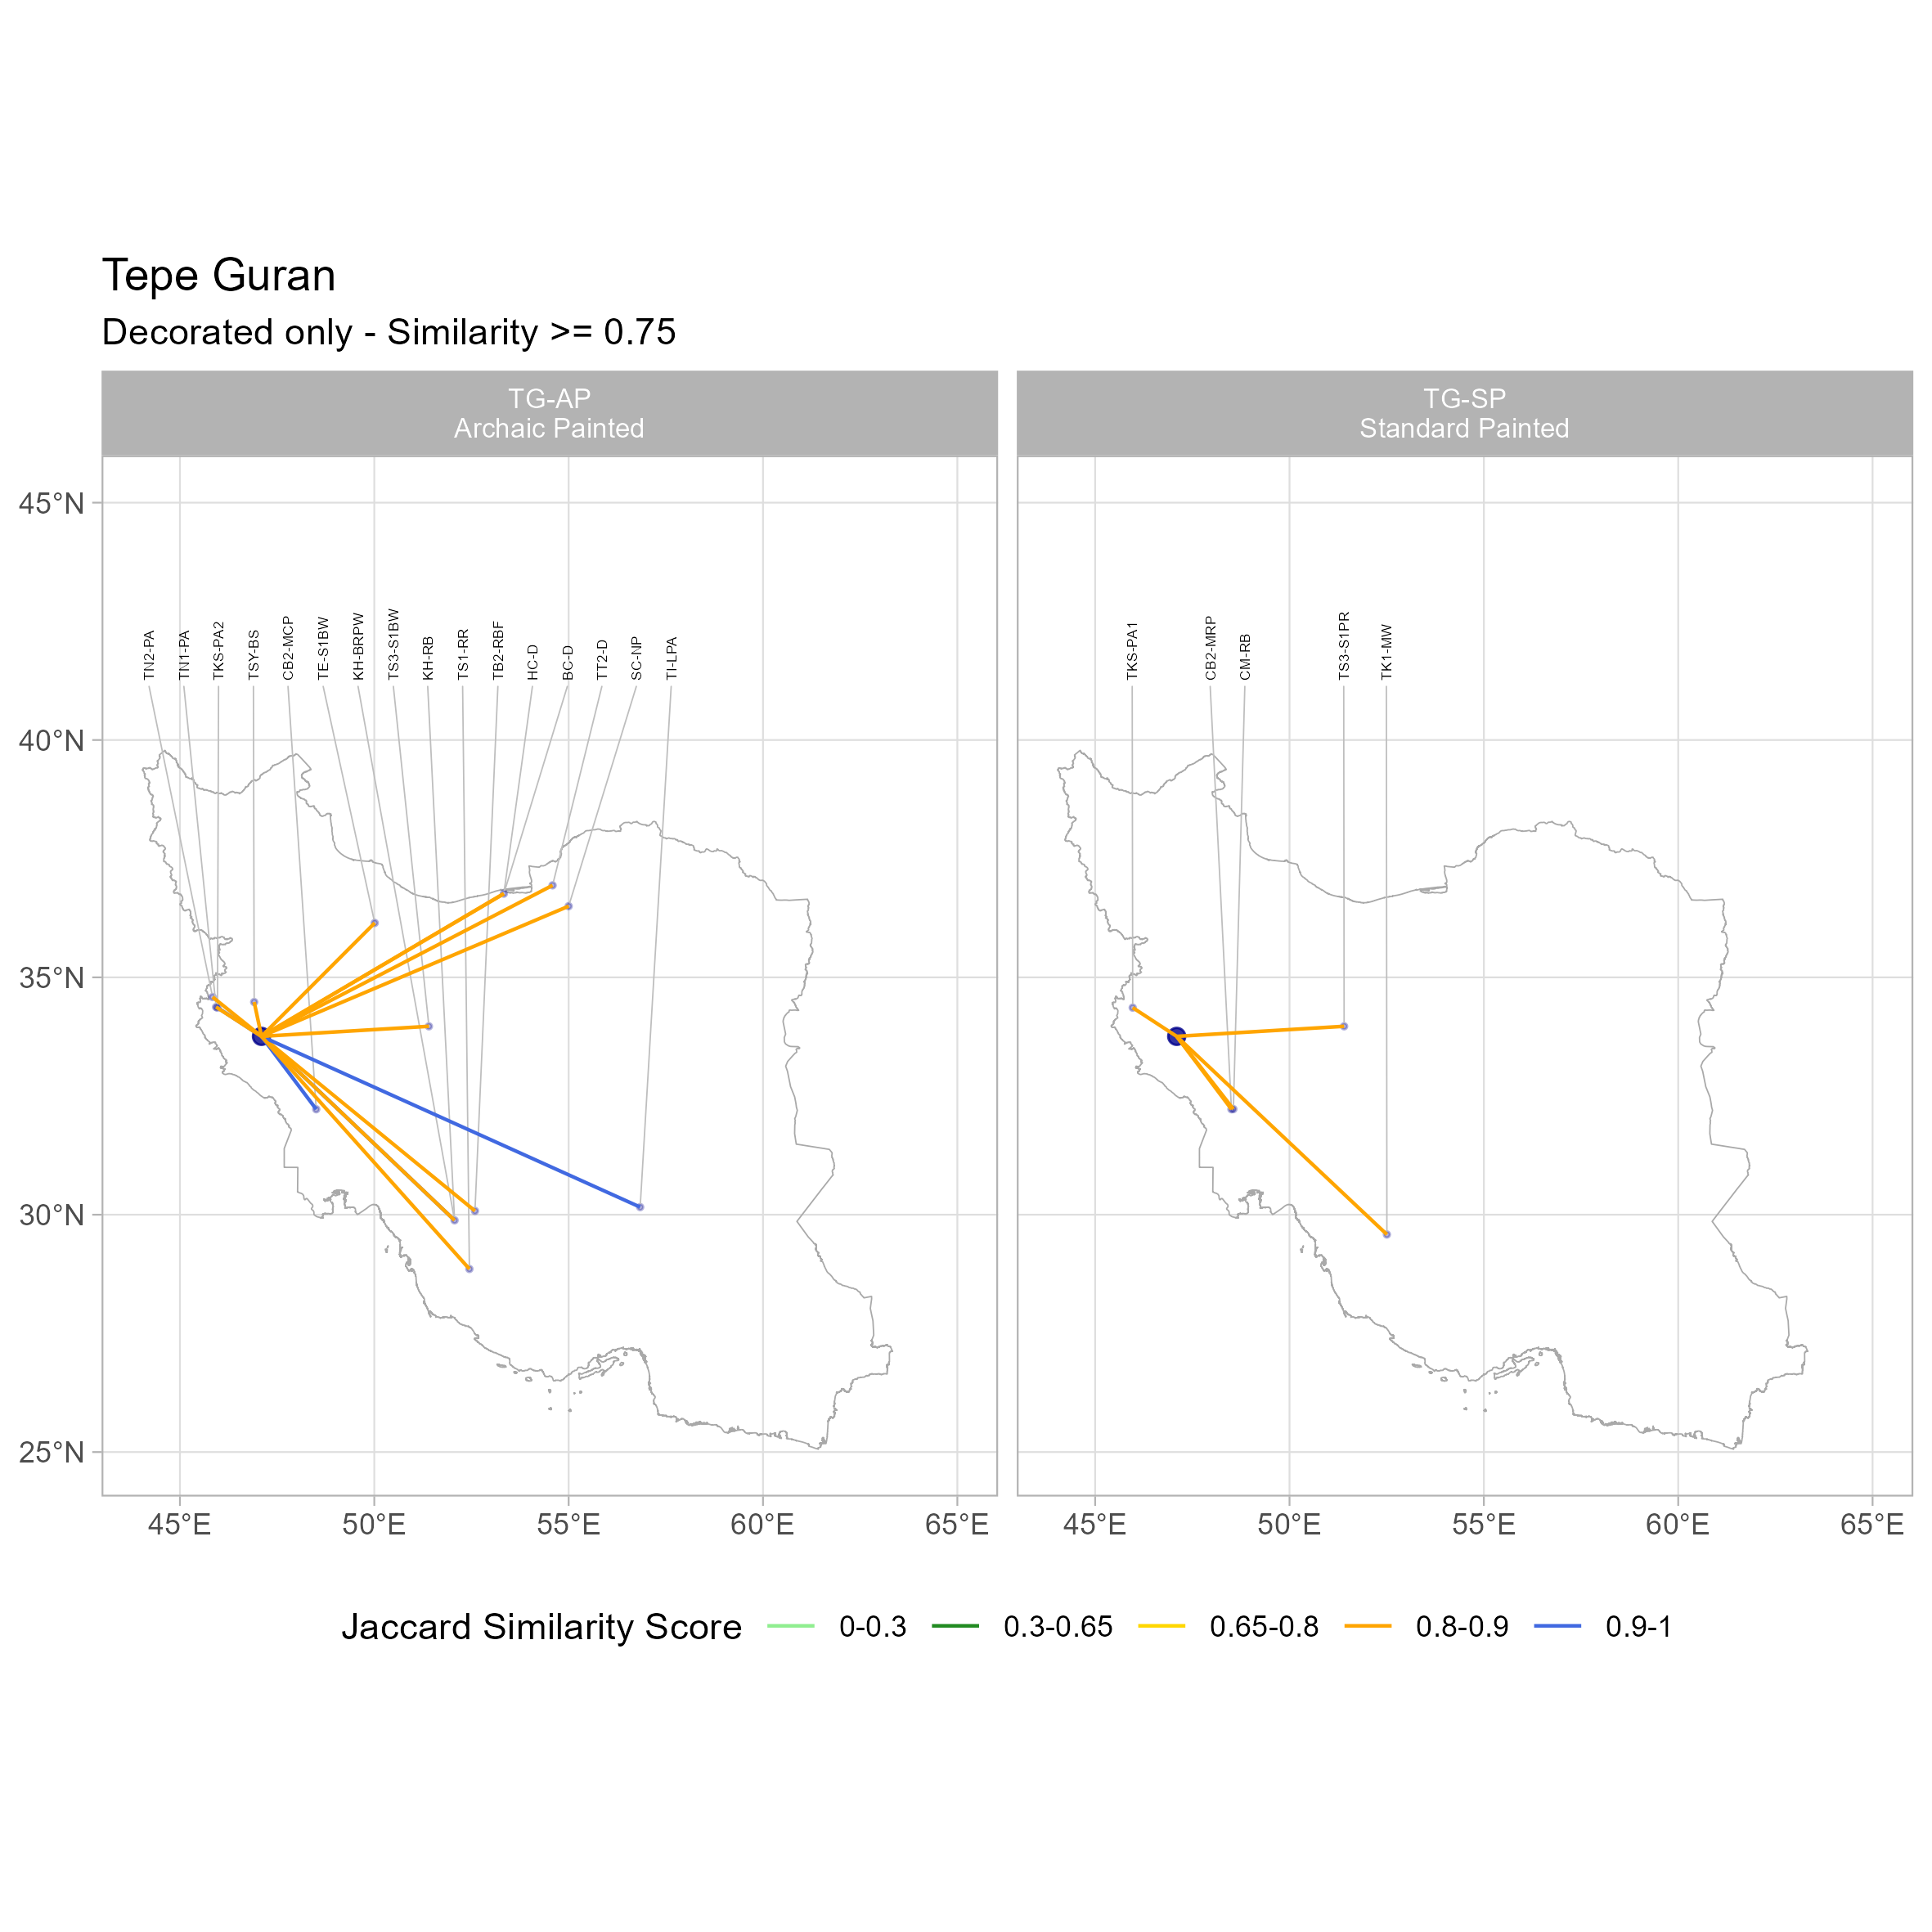 Tepe Guran
Decorated only - Similarity >= 0.75
TG-AP
Archaic Painted
TG-SP
Standard Painted
45°N
40°N
35°N
30°N
25°N
TN2-PA
TN1-PA
TKS-PA2
TSY-BS
CB2-MCP
TE-S1BW
KH-BRPW
TS3-S1BW
KH-RB
TS1-RR
TB2-RBF
HC-D
BC-D
TT2-D
SC-NP
TI-LPA
TKS-PA1
CB2-MRP
CM-RB
TS3-S1PR
TK1-MW
45°E 50°E 55°E 60°E 65°E
45°E 50°E 55°E 60°E 65°E
Jaccard Similarity Score 0-0.3 0.3-0.65 0.65-0.8 0.8-0.9 0.9-1